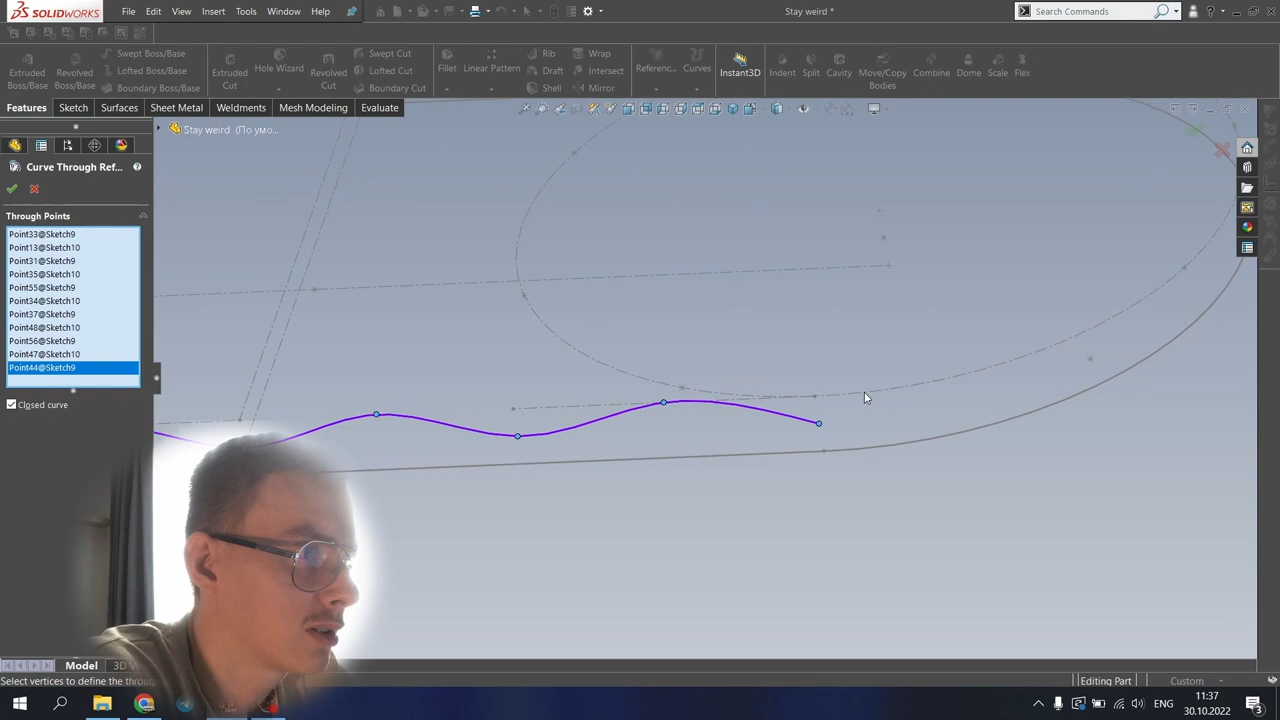 SOLIDWORKS File Edit View Insert Tools Window Help Stay weird * Search Commands
Extruded Boss/Base
Revolved Boss/Base
Swept Boss/Base
Lofted Boss/Base
Boundary Boss/Base
Extruded Cut
Hole Wizard
Revolved Cut
Swept Cut
Lofted Cut
Boundary Cut
Fillet
Linear Pattern
Rib
Draft
Shell
Wrap
Intersect
Mirror
Referenc...
Curves
Instant3D
Indent
Split
Cavity
Move/Copy Bodies
Combine
Dome
Scale
Flex
Features Sketch Surfaces Sheet Metal Weldments Mesh Modeling Evaluate
Stay weird (По умо...
Curve Through Ref...
Through Points
Point33@Sketch9
Point13@Sketch10
Point31@Sketch9
Point35@Sketch10
Point55@Sketch9
Point34@Sketch10
Point37@Sketch9
Point48@Sketch10
Point56@Sketch9
Point47@Sketch10
Point44@Sketch9
Closed curve
Model 3D
Select vertices to define the throu
Editing Part Custom
ENG
11:37
30.10.2022
3